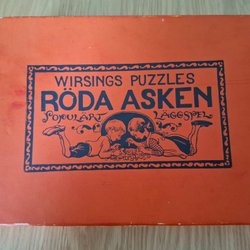 WIRSINGS PUZZLES
RÖDA ASKEN
POPULÄRT LÄGGSPEL